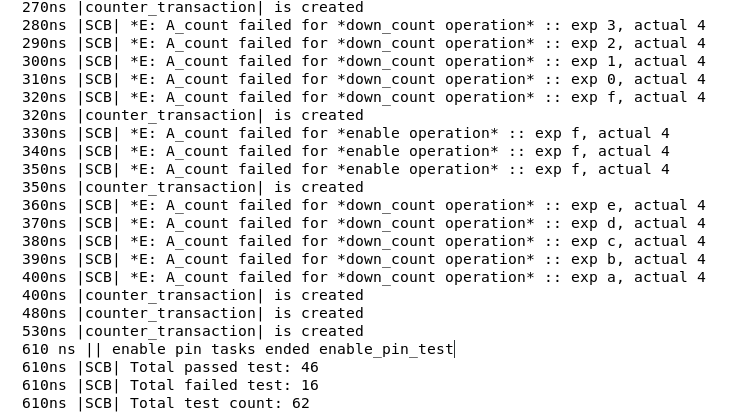 270ns |counter_transaction| is created
280ns |SCB| *E: A_count failed for *down_count operation* :: exp 3, actual 4
290ns |SCB| *E: A_count failed for *down_count operation* :: exp 2, actual 4
300ns |SCB| *E: A_count failed for *down_count operation* :: exp 1, actual 4
310ns |SCB| *E: A_count failed for *down_count operation* :: exp 0, actual 4
320ns |SCB| *E: A_count failed for *down_count operation* :: exp f, actual 4
320ns |counter_transaction| is created
330ns |SCB| *E: A_count failed for *enable operation* :: exp f, actual 4
340ns |SCB| *E: A_count failed for *enable operation* :: exp f, actual 4
350ns |SCB| *E: A_count failed for *enable operation* :: exp f, actual 4
350ns |counter_transaction| is created
360ns |SCB| *E: A_count failed for *down_count operation* :: exp e, actual 4
370ns |SCB| *E: A_count failed for *down_count operation* :: exp d, actual 4
380ns |SCB| *E: A_count failed for *down_count operation* :: exp c, actual 4
390ns |SCB| *E: A_count failed for *down_count operation* :: exp b, actual 4
400ns |SCB| *E: A_count failed for *down_count operation* :: exp a, actual 4
400ns |counter_transaction| is created
480ns |counter_transaction| is created
530ns |counter_transaction| is created
610 ns || enable pin tasks ended enable_pin_test
610ns |SCB| Total passed test: 46
610ns |SCB| Total failed test: 16
610ns |SCB| Total test count: 62